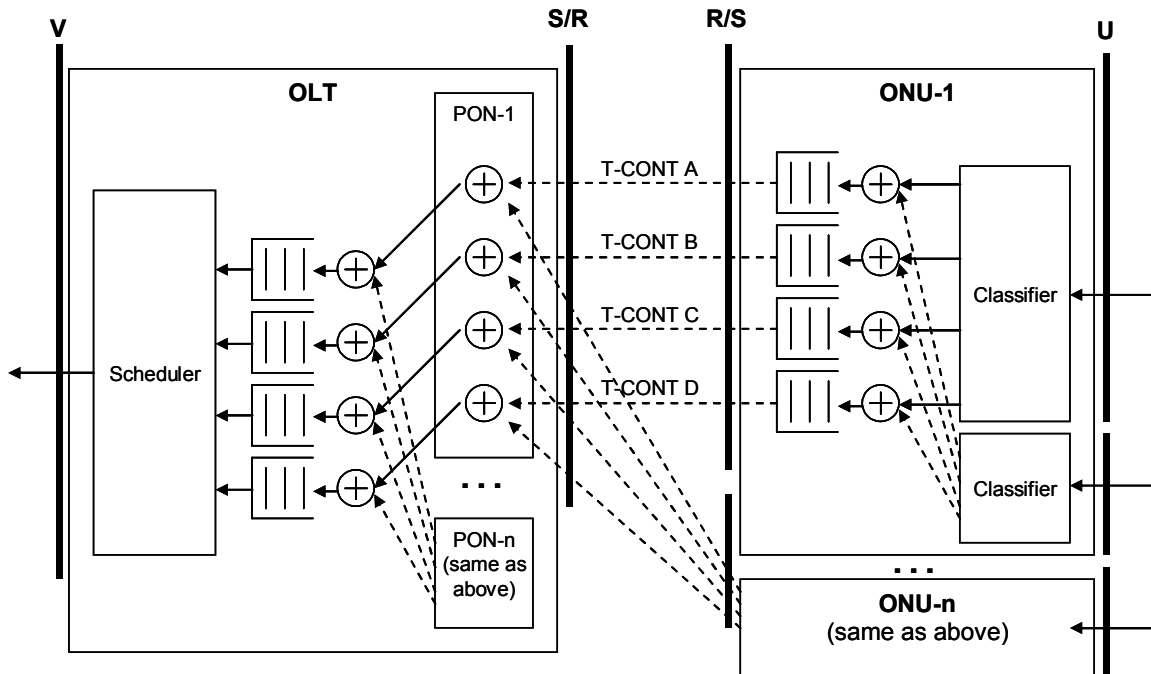 V
S/R
R/S
U
OLT
PON-1
ONU-1
T-CONT A
T-CONT B
T-CONT C
T-CONT D
Scheduler
Classifier
Classifier
...
PON-n
(same as
above)
...
ONU-n
(same as above)